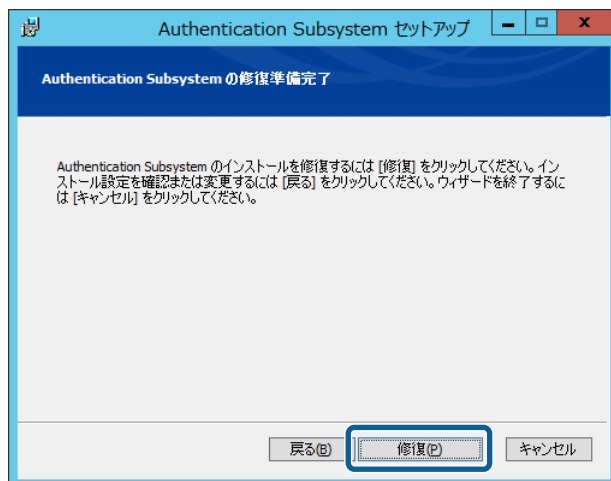 Authentication Subsystem セットアップ
Authentication Subsystem の修復準備完了
Authentication Subsystem のインストールを修復するには [修復] をクリックしてください。イン
ストール設定を確認または変更するには [戻る] をクリックしてください。ウィザードを終了するに
は [キャンセル] をクリックしてください。
戻る(B) 修復(P) キャンセル